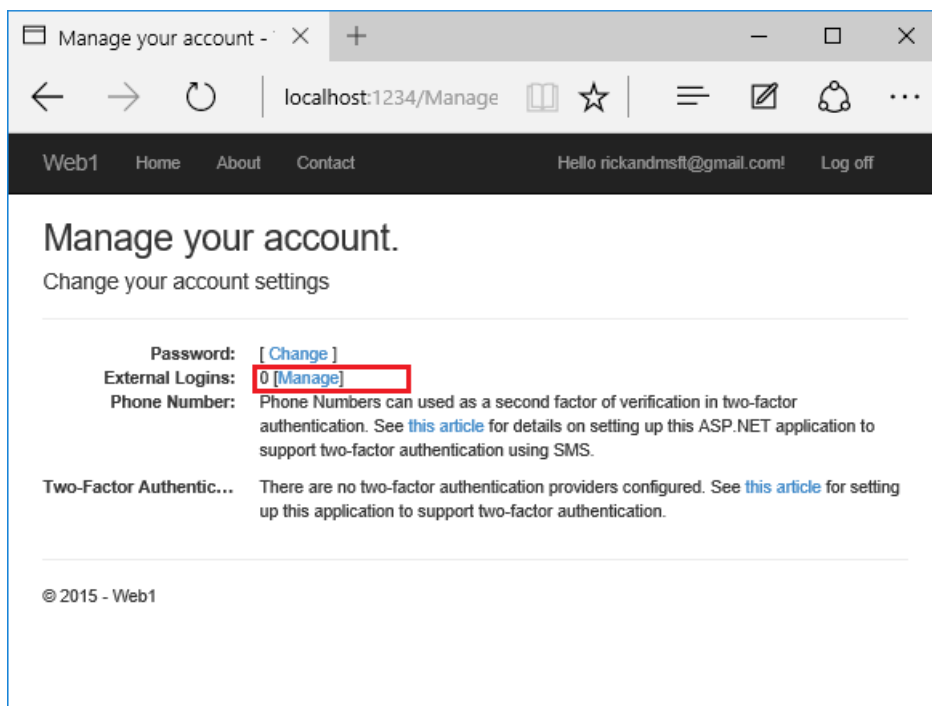 Manage your account -
localhost:1234/Manage
Web1 Home About Contact Hello rickandmsft@gmail.com! Log off
Manage your account.
Change your account settings
Password: [ Change ]
External Logins: 0 [Manage]
Phone Number: Phone Numbers can used as a second factor of verification in two-factor
authentication. See this article for details on setting up this ASP.NET application to
support two-factor authentication using SMS.
Two-Factor Authentic... There are no two-factor authentication providers configured. See this article for setting
up this application to support two-factor authentication.
© 2015 - Web1